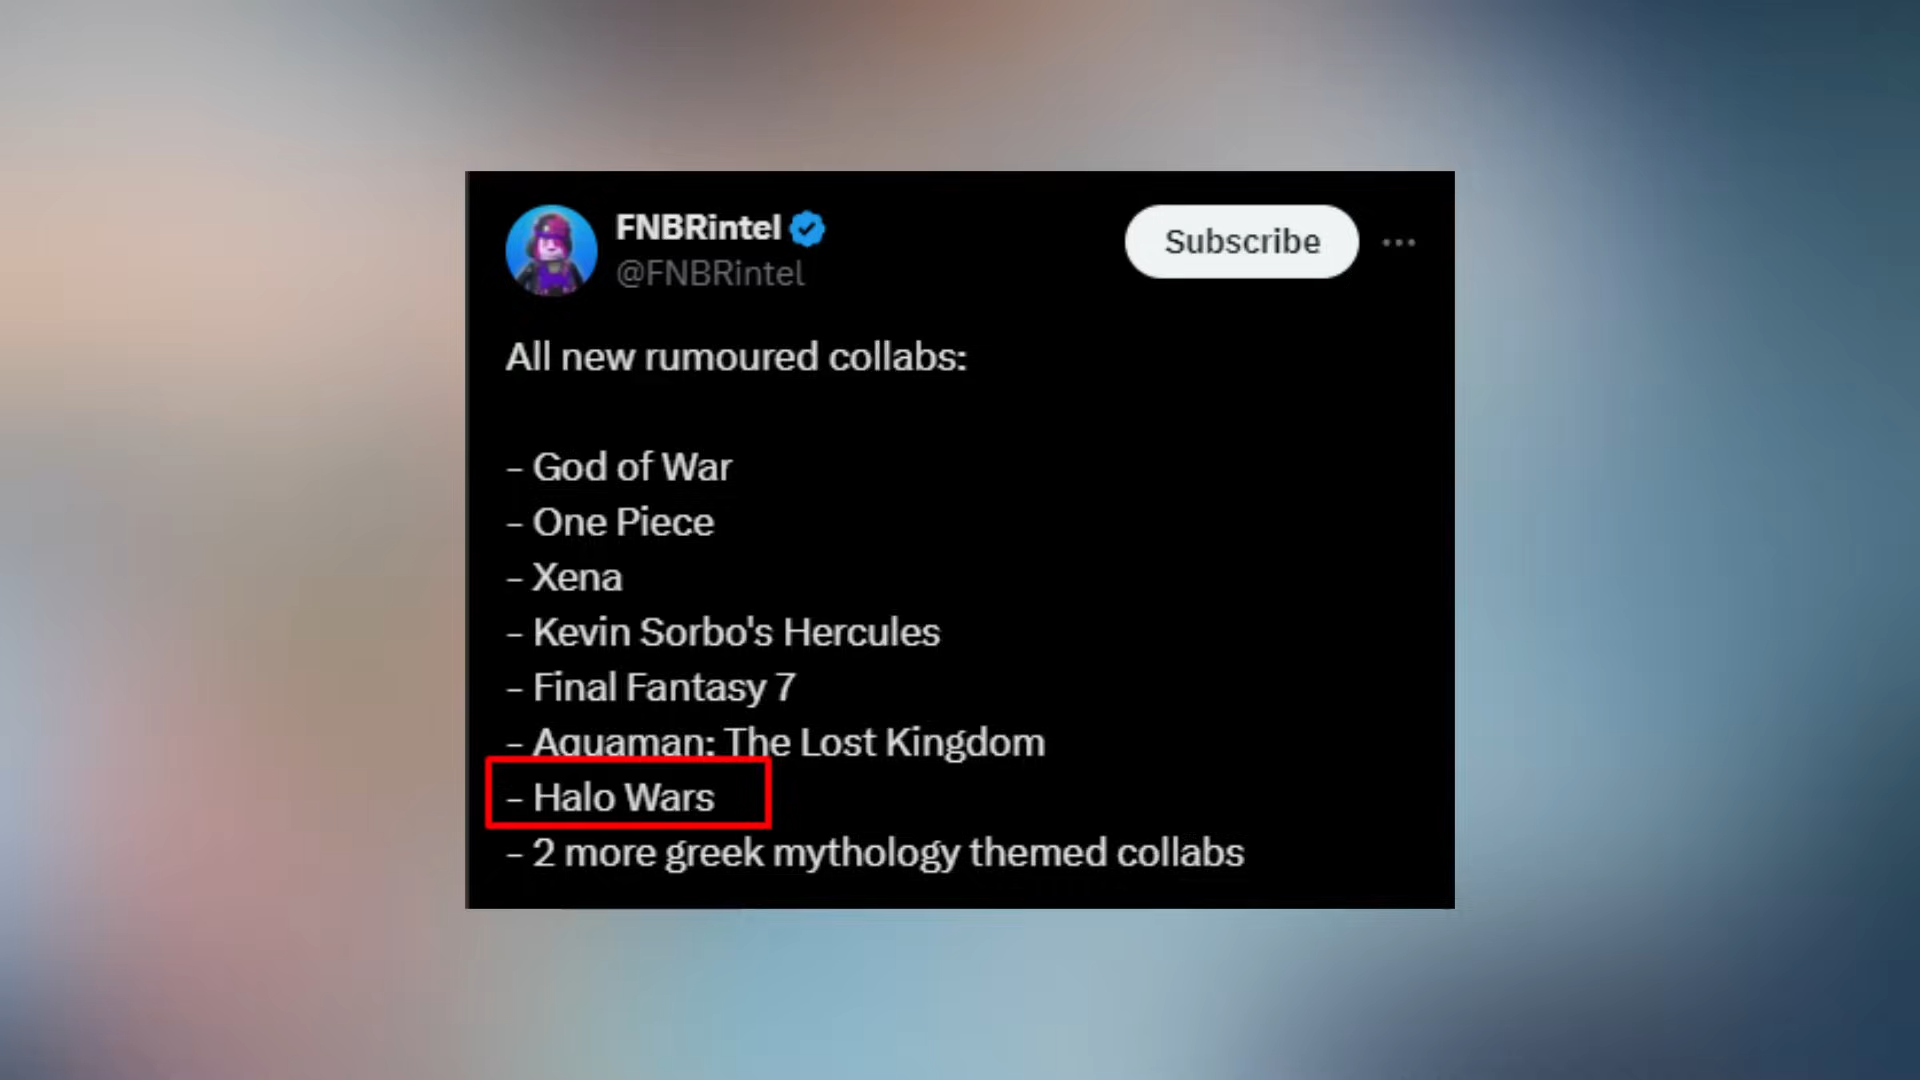 FNBRintel
@FNBRintel
Subscribe
All new rumoured collabs:
- God of War
- One Piece
- Xena
- Kevin Sorbo's Hercules
- Final Fantasy 7
- Aquaman: The Lost Kingdom
- Halo Wars
- 2 more greek mythology themed collabs